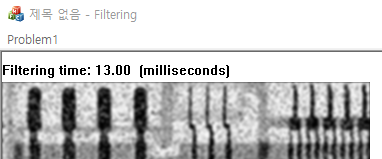 제목 없음 - Filtering
Problem1
Filtering time: 13.00 (milliseconds)